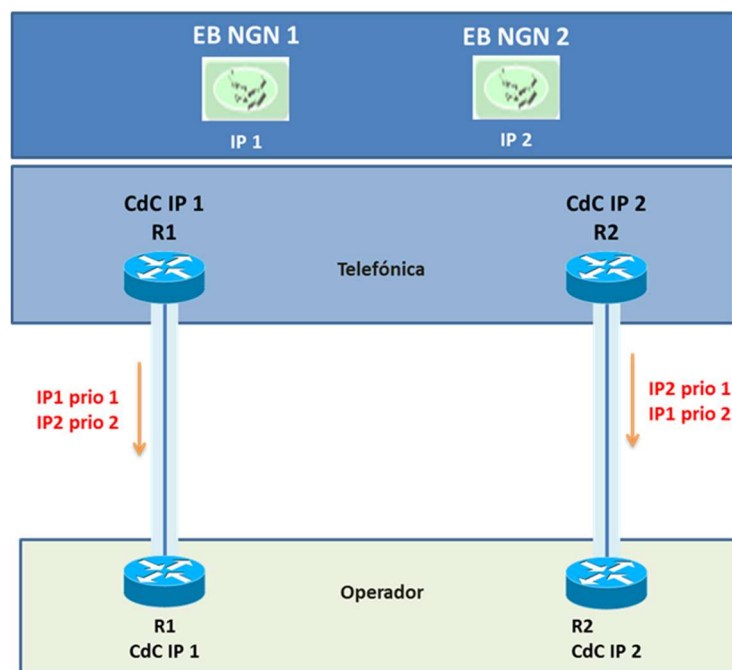 EB NGN 1
EB NGN 2
IP 1
IP 2
CdC IP 1
R1
CdC IP 2
R2
Telefónica
IP1 prio 1
IP2 prio 2
IP2 prio 1
IP1 prio 2
Operador
R1
CdC IP 1
R2
CdC IP 2